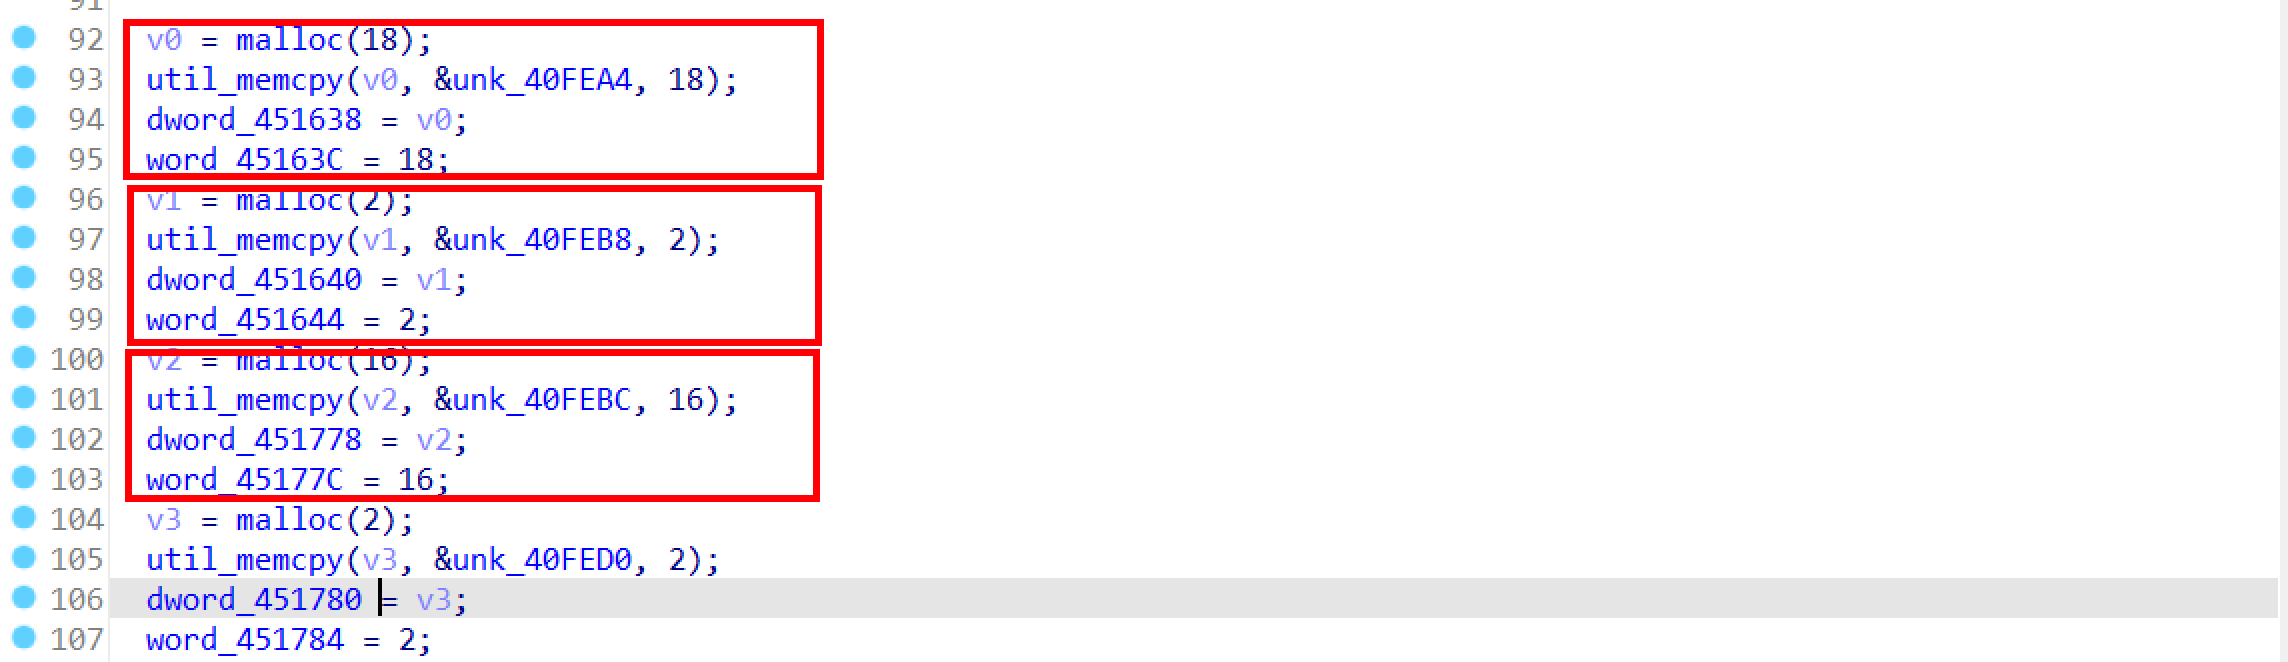 91
92 v0 = malloc(18);
93 util_memcpy(v0, &unk_40FEA4, 18);
94 dword_451638 = v0;
95 word_45163C = 18;
96 v1 = malloc(2);
97 util_memcpy(v1, &unk_40FEB8, 2);
98 dword_451640 = v1;
99 word_451644 = 2;
100 v2 = malloc(16);
101 util_memcpy(v2, &unk_40FEBC, 16);
102 dword_451778 = v2;
103 word_45177C = 16;
104 v3 = malloc(2);
105 util_memcpy(v3, &unk_40FED0, 2);
106 dword_451780 = v3;
107 word_451784 = 2;